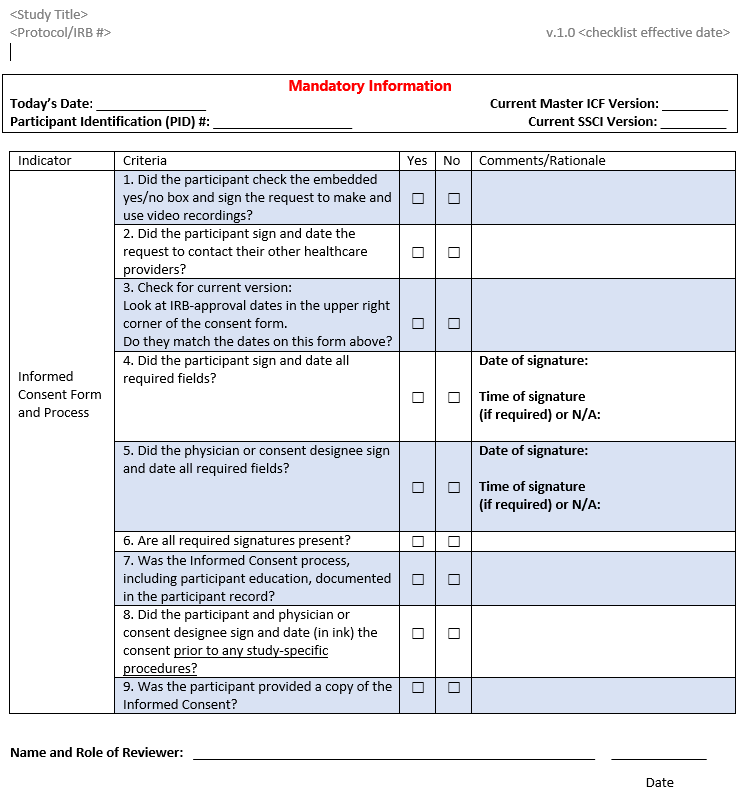 <Study Title>
<Protocol/IRB #> v.1.0 <checklist effective date>
Mandatory Information
Today's Date: _______________ Current Master ICF Version: _________
Participant Identification (PID) #: ___________________ Current SSCI Version: _________
Indicator Criteria Yes No Comments/Rationale
Informed
Consent Form
and Process
1. Did the participant check the embedded
yes/no box and sign the request to make and
use video recordings? ☐ ☐
2. Did the participant sign and date the
request to contact their other healthcare
providers? ☐ ☐
3. Check for current version:
Look at IRB-approval dates in the upper right
corner of the consent form.
Do they match the dates on this form above? ☐ ☐
4. Did the participant sign and date all
required fields? ☐ ☐
Date of signature:
Time of signature
(if required) or N/A:
5. Did the physician or consent designee sign
and date all required fields? ☐ ☐
Date of signature:
Time of signature
(if required) or N/A:
6. Are all required signatures present? ☐ ☐
7. Was the Informed Consent process,
including participant education, documented
in the participant record? ☐ ☐
8. Did the participant and physician or
consent designee sign and date (in ink) the
consent prior to any study-specific
procedures? ☐ ☐
9. Was the participant provided a copy of the
Informed Consent? ☐ ☐
Name and Role of Reviewer: ______________________________ _____________
Date